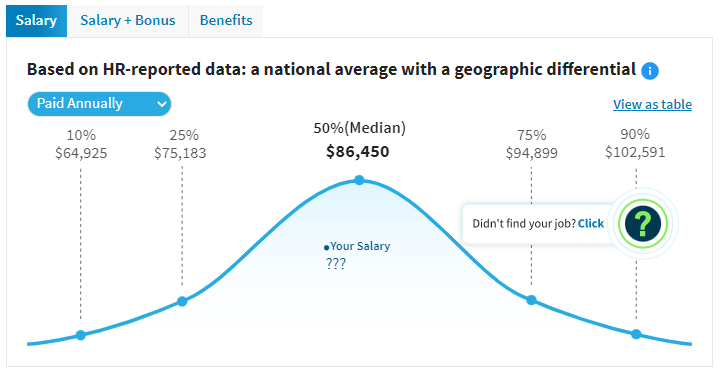 Salary
Salary + Bonus
Benefits
Based on HR-reported data: a national average with a geographic differential i
Paid Annually
View as table
10%
$64,925
25%
$75,183
50%(Median)
$86,450
75%
$94,899
90%
$102,591
Didn't find your job? Click
?
Your Salary
???